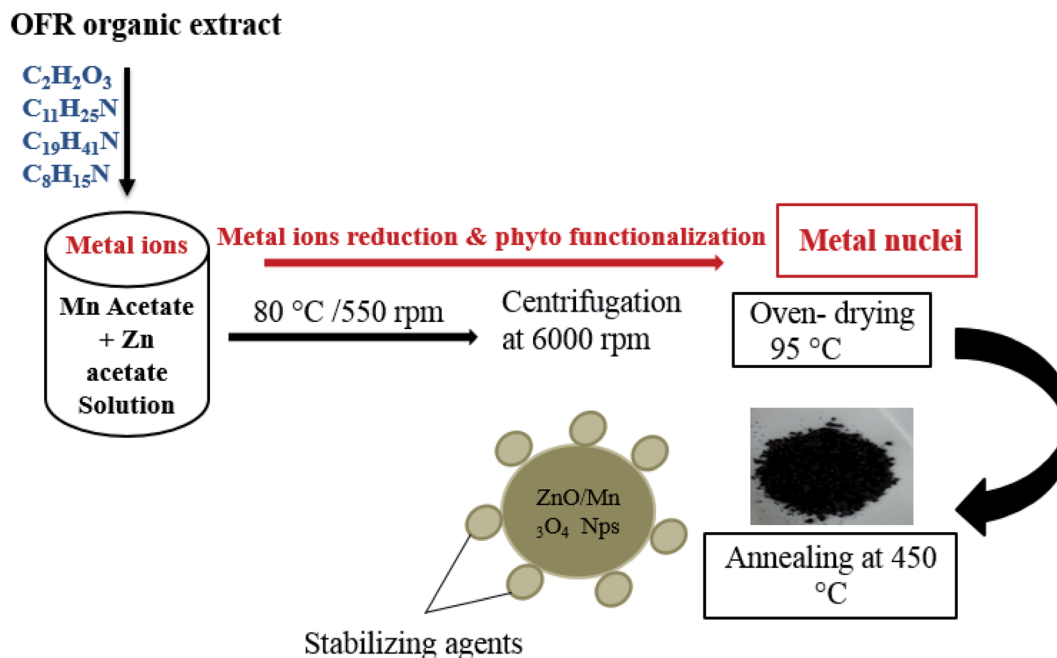 OFR organic extract
C₂H₂O₃
C₁₁H₂₅N
C₁₉H₄₁N
C₈H₁₅N
Metal ions
Mn Acetate
+ Zn
acetate
Solution
Metal ions reduction & phyto functionalization
Metal nuclei
80 °C /550 rpm
Centrifugation
at 6000 rpm
Oven- drying
95 °C
ZnO/Mn
₃O₄ Nps
Annealing at 450
°C
Stabilizing agents